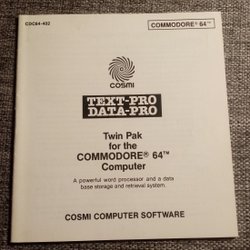 CDC64-402
COMMODORE® 64™
COSMI
TEXT-PRO
DATA-PRO
Twin Pak
for the
COMMODORE® 64™
Computer
A powerful word processor and a data
base storage and retrieval system.
COSMI COMPUTER SOFTWARE